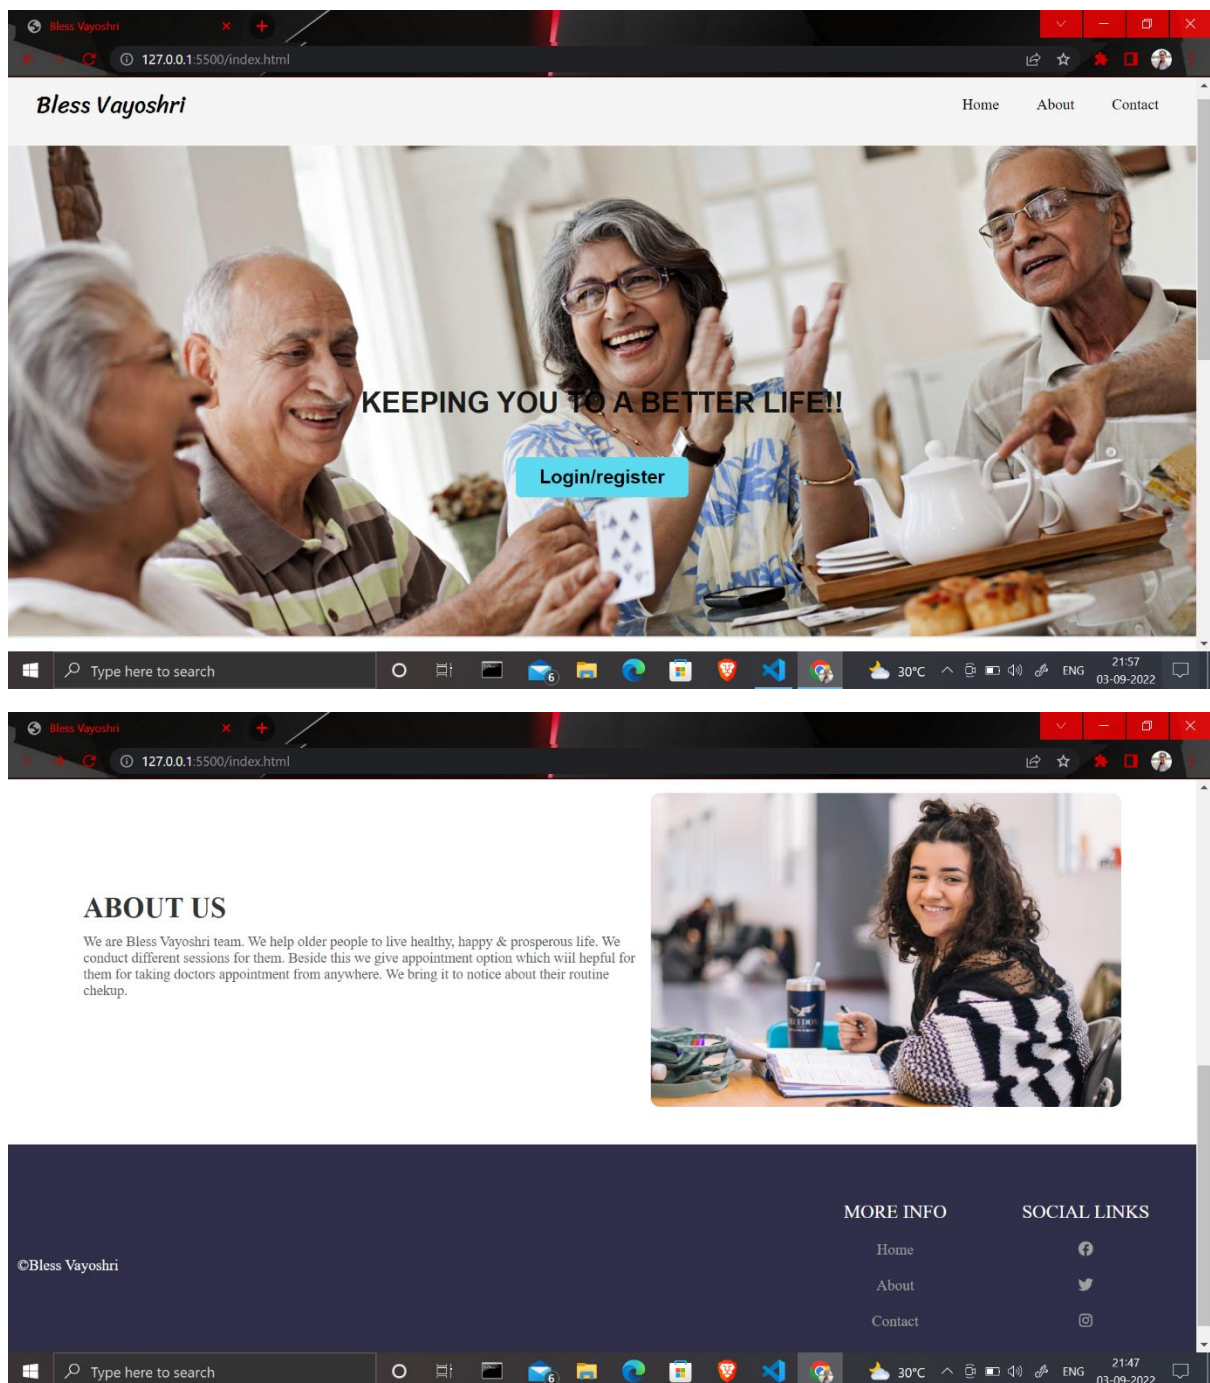 Bless Vayoshri
127.0.0.1:5500/index.html
Bless Vayoshri
Home About Contact
KEEPING YOU TO A BETTER LIFE!!
Login/register
Type here to search
6
30°C
ENG
21:57
03-09-2022
Bless Vayoshri
127.0.0.1:5500/index.html
ABOUT US
We are Bless Vayoshri team. We help older people to live healthy, happy & prosperous life. We
conduct different sessions for them. Beside this we give appointment option which wiil hepful for
them for taking doctors appointment from anywhere. We bring it to notice about their routine
chekup.
MORE INFO
Home
About
Contact
SOCIAL LINKS
©Bless Vayoshri
Type here to search
6
30°C
ENG
21:47
03-09-2022